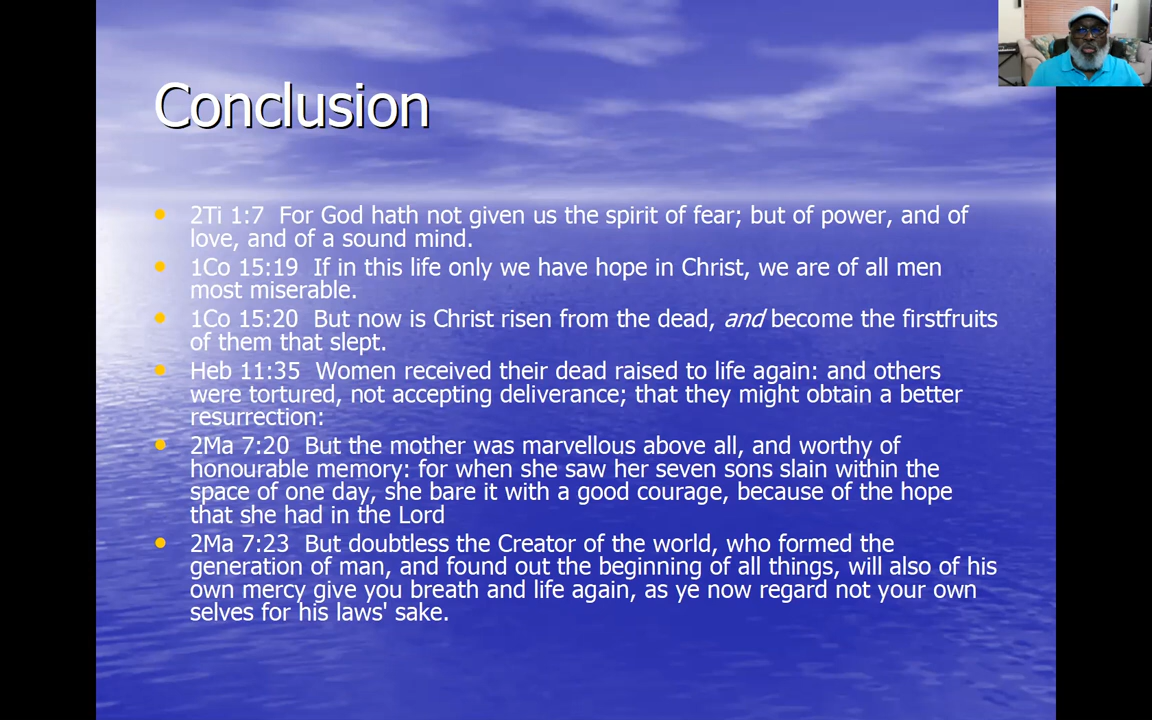 Conclusion
2Ti 1:7  For God hath not given us the spirit of fear; but of power, and of
love, and of a sound mind.
1Co 15:19  If in this life only we have hope in Christ, we are of all men
most miserable.
1Co 15:20  But now is Christ risen from the dead, and become the firstfruits
of them that slept.
Heb 11:35  Women received their dead raised to life again: and others
were tortured, not accepting deliverance; that they might obtain a better
resurrection:
2Ma 7:20  But the mother was marvellous above all, and worthy of
honourable memory: for when she saw her seven sons slain within the
space of one day, she bare it with a good courage, because of the hope
that she had in the Lord
2Ma 7:23  But doubtless the Creator of the world, who formed the
generation of man, and found out the beginning of all things, will also of his
own mercy give you breath and life again, as ye now regard not your own
selves for his laws' sake.